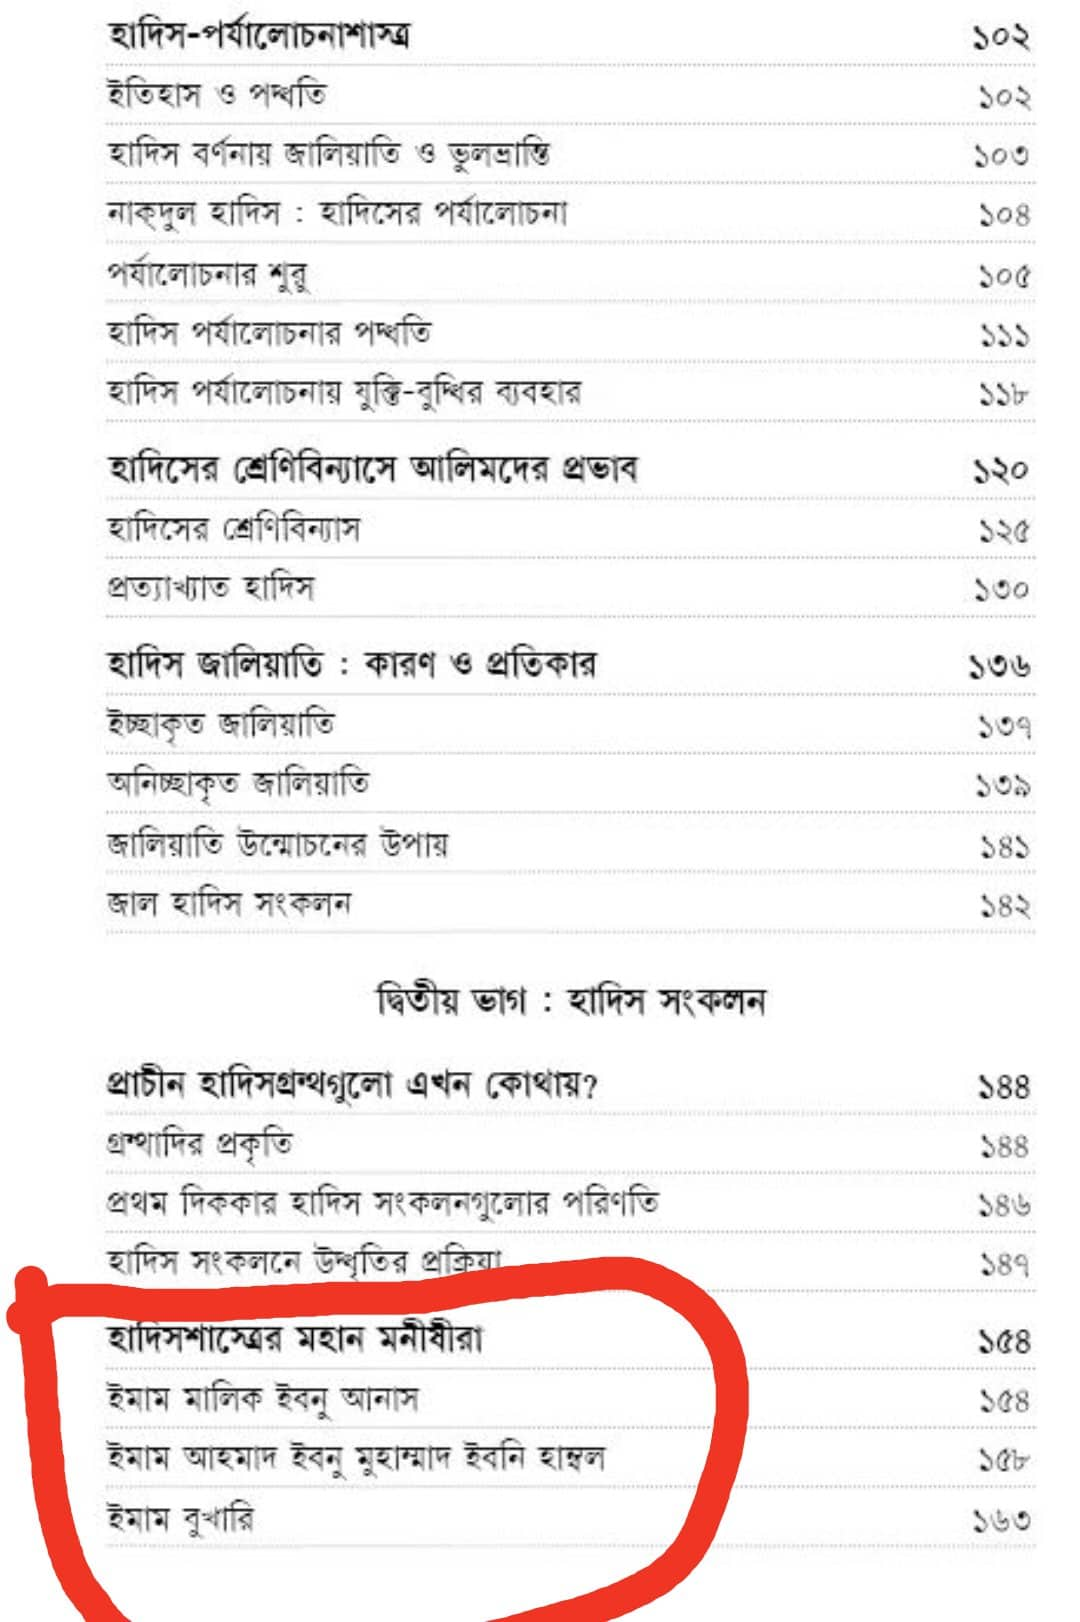 হাদিস-পর্যালোচনাশাস্ত্র ১০২
ইতিহাস ও পদ্ধতি ১০২
হাদিস বর্ণনায় জালিয়াতি ও ভুলভ্রান্তি ১০৩
নাক্‌দুল হাদিস : হাদিসের পর্যালোচনা ১০৪
পর্যালোচনার শুরু ১০৫
হাদিস পর্যালোচনার পদ্ধতি ১১১
হাদিস পর্যালোচনায় যুক্তি-বুদ্ধির ব্যবহার ১১৮
হাদিসের শ্রেণিবিন্যাসে আলিমদের প্রভাব ১২০
হাদিসের শ্রেণিবিন্যাস ১২৫
প্রত্যাখ্যাত হাদিস ১৩০
হাদিস জালিয়াতি : কারণ ও প্রতিকার ১৩৬
ইচ্ছাকৃত জালিয়াতি ১৩৭
অনিচ্ছাকৃত জালিয়াতি ১৩৯
জালিয়াতি উন্মোচনের উপায় ১৪১
জাল হাদিস সংকলন ১৪২
দ্বিতীয় ভাগ : হাদিস সংকলন
প্রাচীন হাদিসগ্রন্থগুলো এখন কোথায়? ১৪৪
গ্রন্থাদির প্রকৃতি ১৪৪
প্রথম দিককার হাদিস সংকলনগুলোর পরিণতি ১৪৬
হাদিস সংকলনে উদ্ধৃতির প্রক্রিয়া ১৪৭
হাদিসশাস্ত্রের মহান মনীষীরা ১৫৪
ইমাম মালিক ইবনু আনাস ১৫৪
ইমাম আহমাদ ইবনু মুহাম্মাদ ইবনি হাম্বল ১৫৮
ইমাম বুখারি ১৬৩